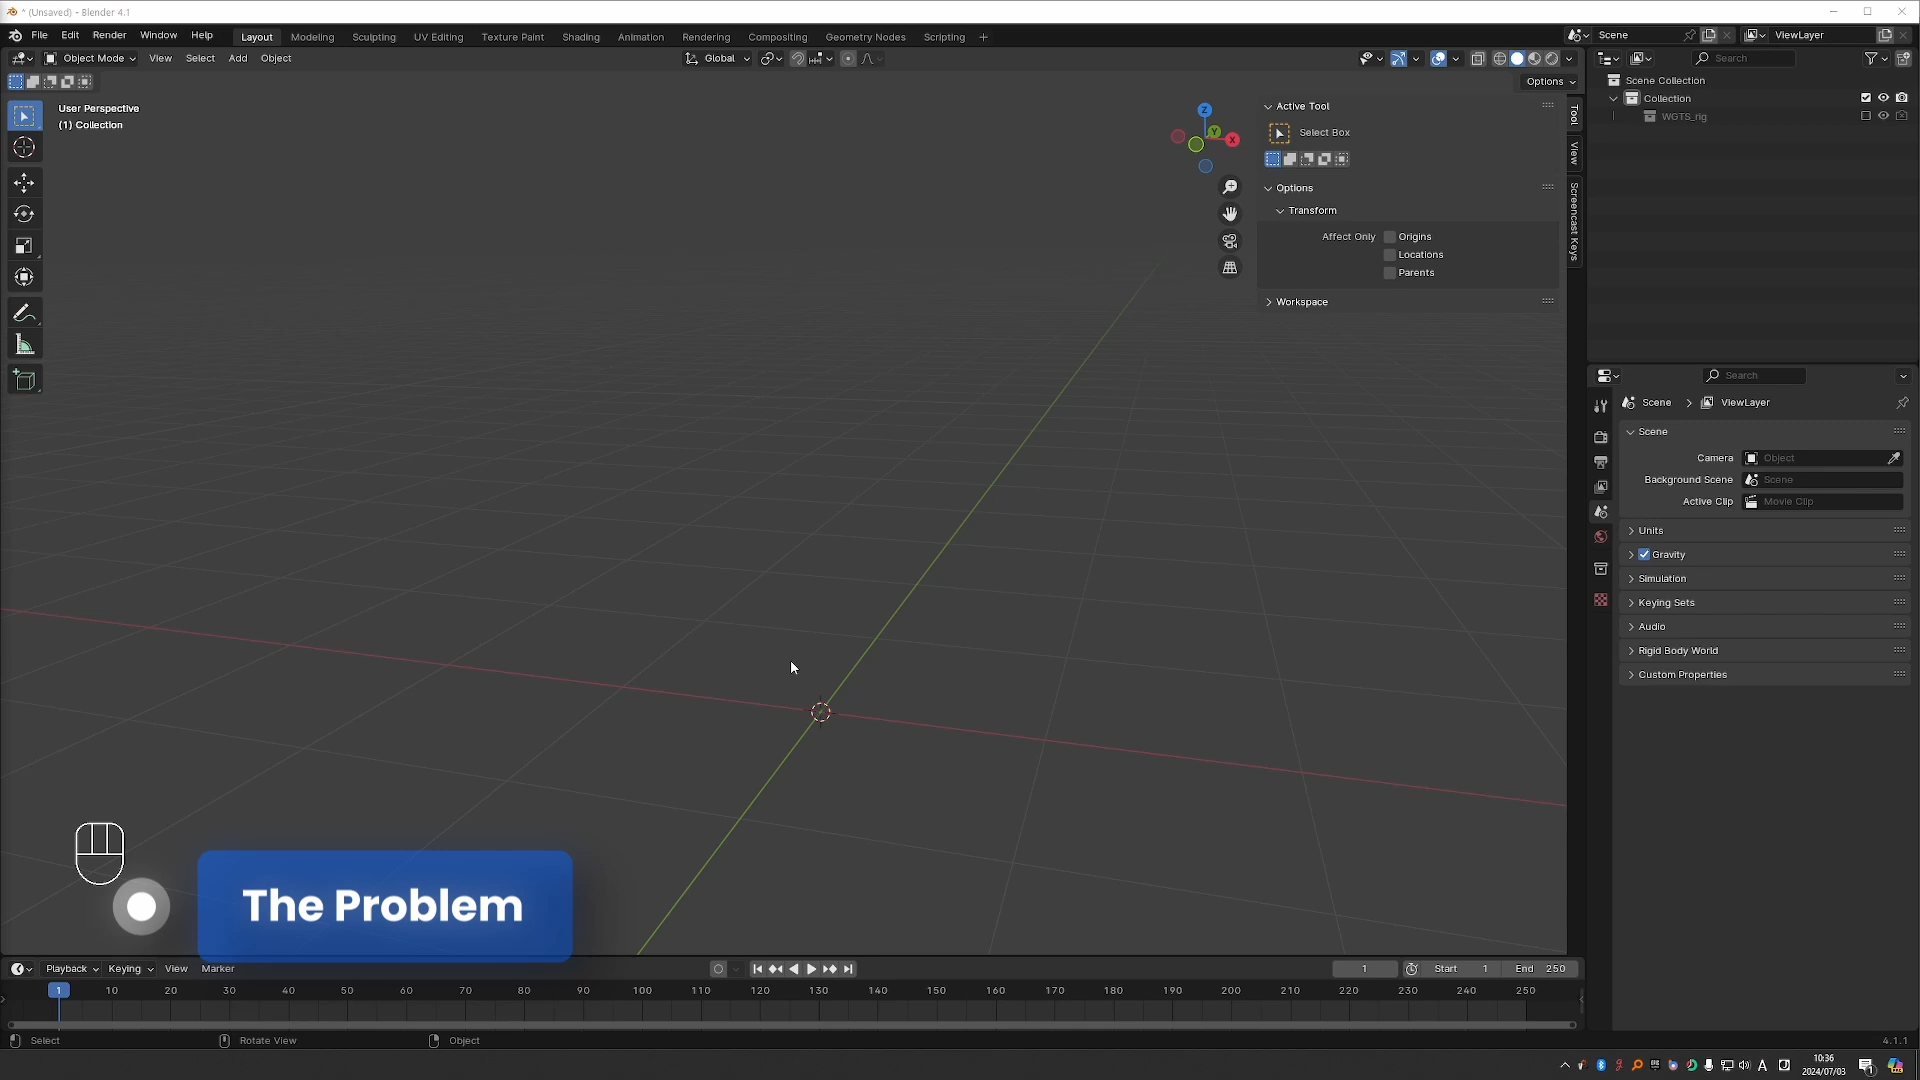 * (Unsaved) - Blender 4.1
File Edit Render Window Help Layout Modeling Sculpting UV Editing Texture Paint Shading Animation Rendering Compositing Geometry Nodes Scripting + Scene ViewLayer
Object Mode View Select Add Object Global Search
Options
User Perspective
(1) Collection
Z
Y
X
Active Tool
Select Box
Options
Transform
Affect Only Origins
Locations
Parents
Workspace
Tool
View
Screencast Keys
Scene Collection
Collection
WGTS_rig
Search
Scene ViewLayer
Scene
Camera Object
Background Scene Scene
Active Clip Movie Clip
Units
Gravity
Simulation
Keying Sets
Audio
Rigid Body World
Custom Properties
The Problem
Playback Keying View Marker 1 Start 1 End 250
1 10 20 30 40 50 60 70 80 90 100 110 120 130 140 150 160 170 180 190 200 210 220 230 240 250
Select Rotate View Object 4.1.1
A 10:36
2024/07/03 1